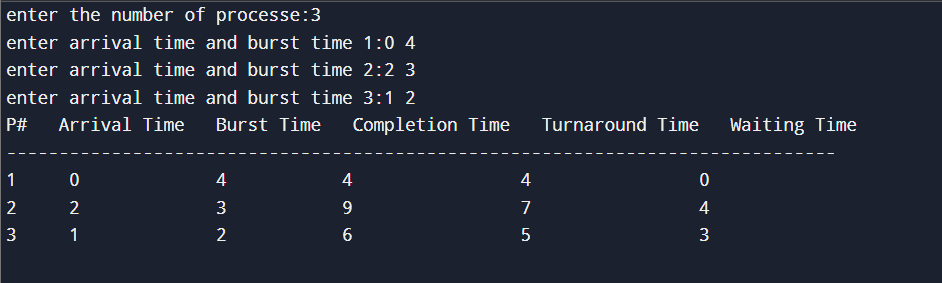 enter the number of processe:3
enter arrival time and burst time 1:0 4
enter arrival time and burst time 2:2 3
enter arrival time and burst time 3:1 2
P#   Arrival Time   Burst Time   Completion Time   Turnaround Time   Waiting Time
-------------------------------------------------------------------------------
1     0             4           4                4                0
2     2             3           9                7                4
3     1             2           6                5                3